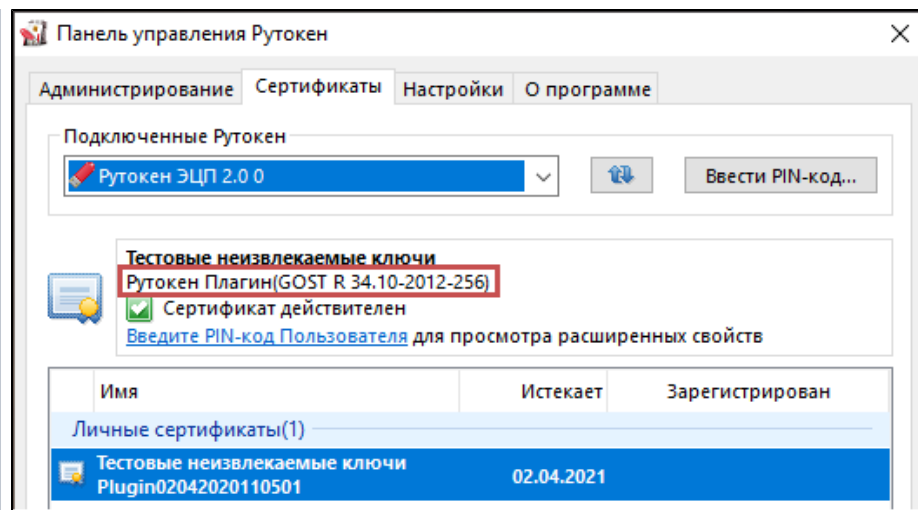 Панель управления Рутокен
Администрирование Сертификаты Настройки О программе
Подключенные Рутокен
Рутокен ЭЦП 2.0 0 Ввести PIN-код...
Тестовые неизвлекаемые ключи
Рутокен Плагин(GOST R 34.10-2012-256)
Сертификат действителен
Введите PIN-код Пользователя для просмотра расширенных свойств
Имя Истекает Зарегистрирован
Личные сертификаты(1)
Тестовые неизвлекаемые ключи
Plugin02042020110501 02.04.2021